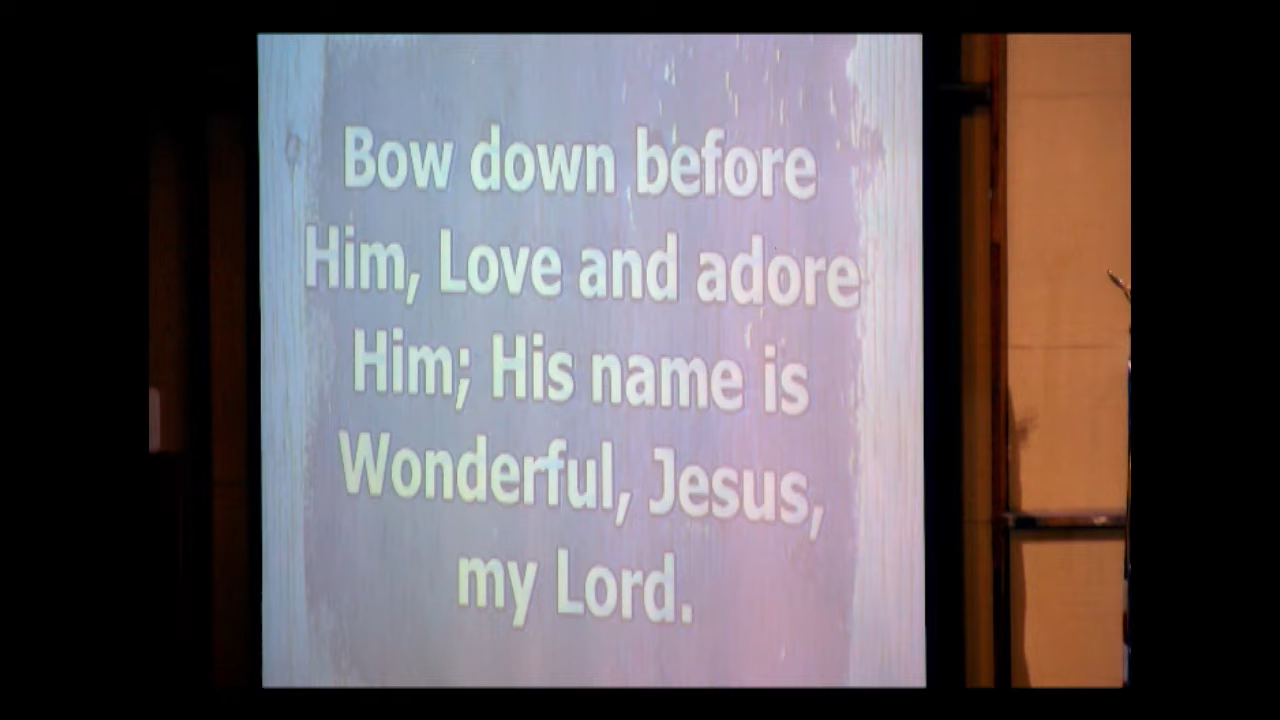 Bow down before
Him, Love and adore
Him; His name is
Wonderful, Jesus,
my Lord.